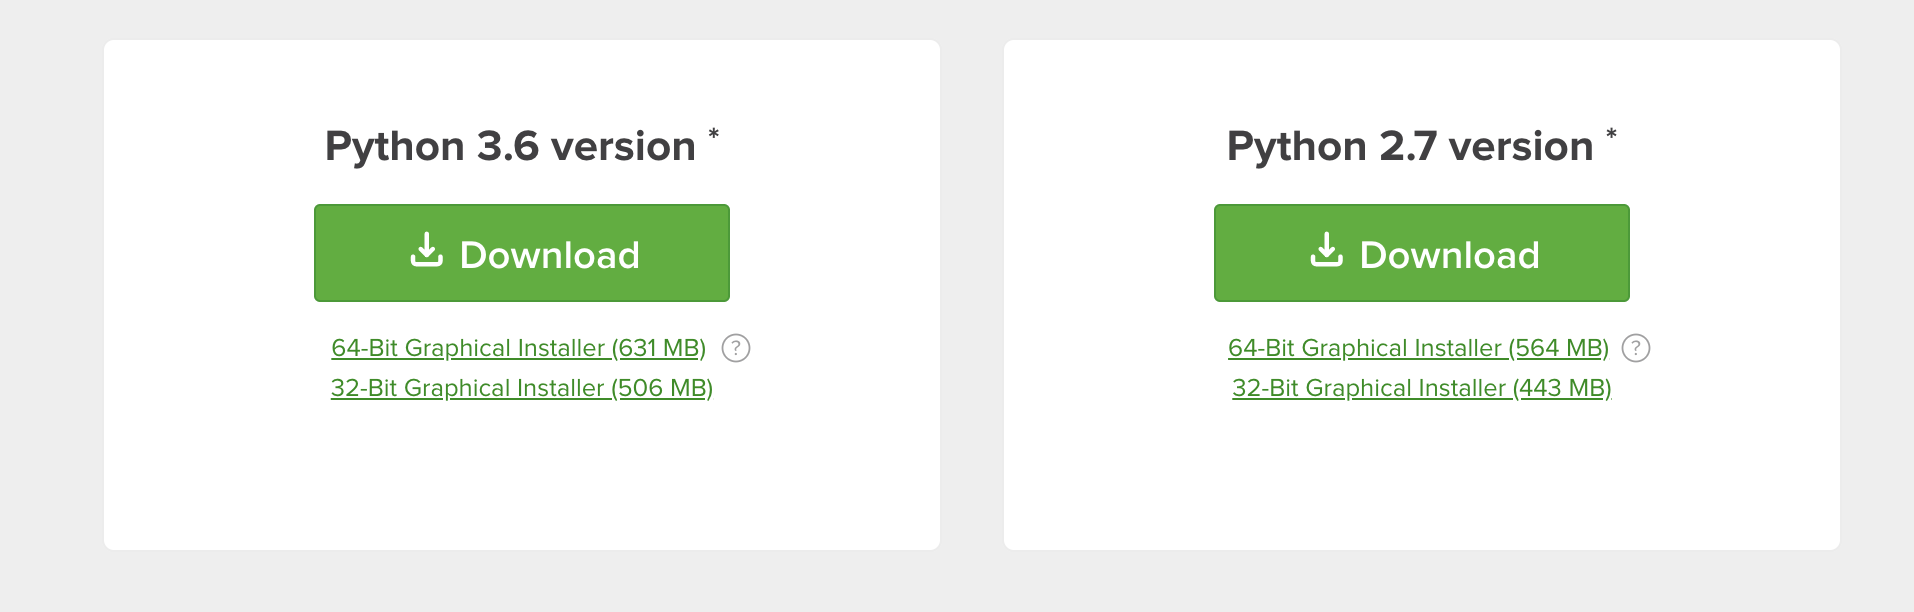 Python 3.6 version *
Download
64-Bit Graphical Installer (631 MB) ?
32-Bit Graphical Installer (506 MB)
Python 2.7 version *
Download
64-Bit Graphical Installer (564 MB) ?
32-Bit Graphical Installer (443 MB)